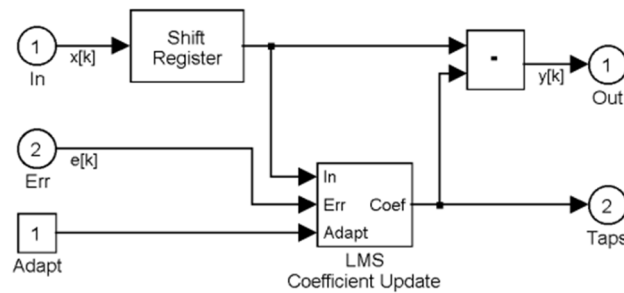 1
In
x[k]
Shift
Register
y[k]
1
Out
2
Err
e[k]
1
Adapt
In
Err
Coef
Adapt
LMS
Coefficient Update
2
Taps